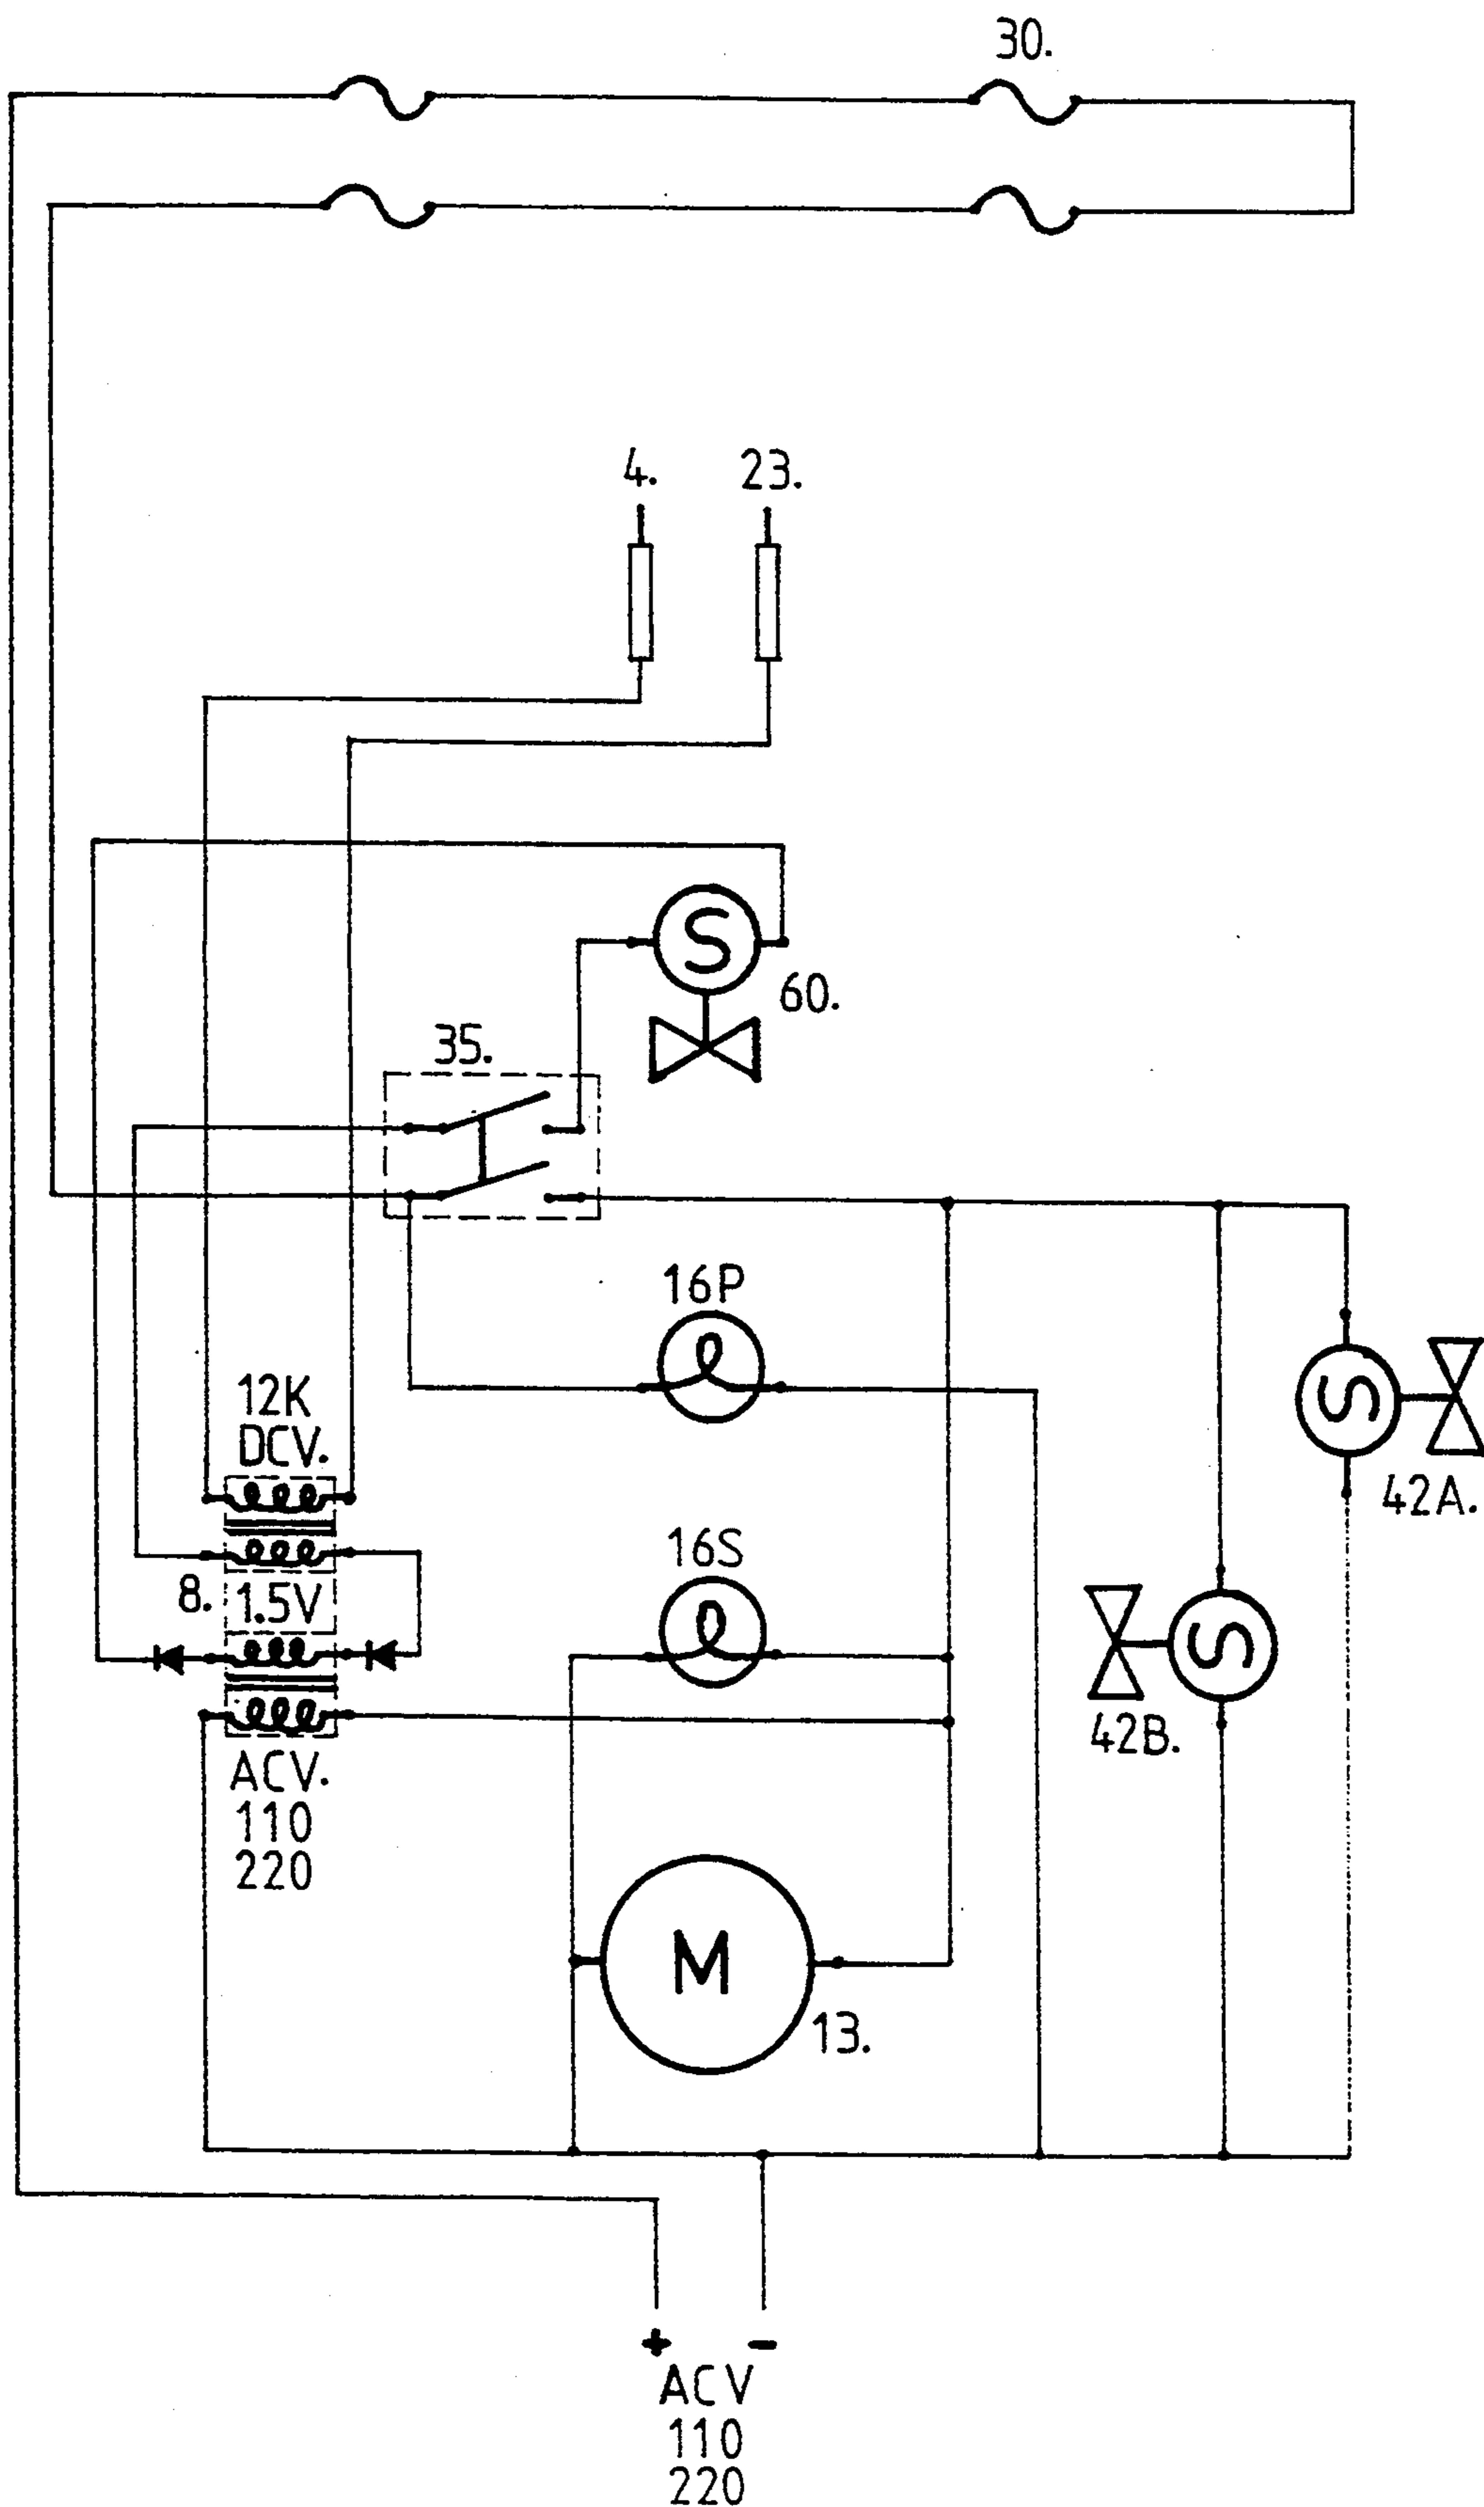 30.
4.
23.
S
60.
35.
16P
12K
DCV.
S
42A.
16S
8.
1.5V
S
42B.
ACV.
110
220
M
13.
+ −
ACV
110
220